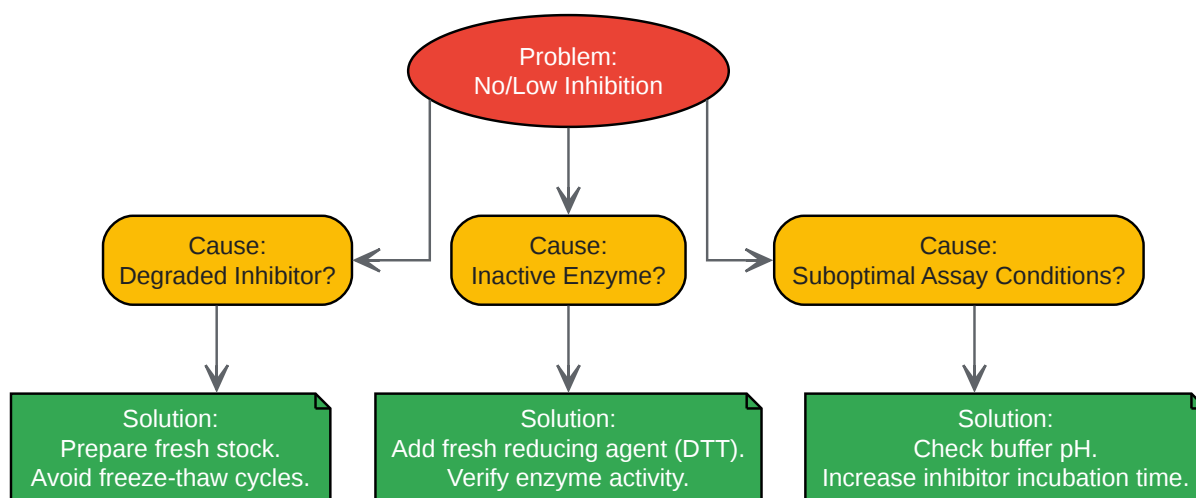 Problem:
No/Low Inhibition
Cause:
Degraded Inhibitor?
Cause:
Inactive Enzyme?
Cause:
Suboptimal Assay Conditions?
Solution:
Prepare fresh stock.
Avoid freeze-thaw cycles.
Solution:
Add fresh reducing agent (DTT).
Verify enzyme activity.
Solution:
Check buffer pH.
Increase inhibitor incubation time.